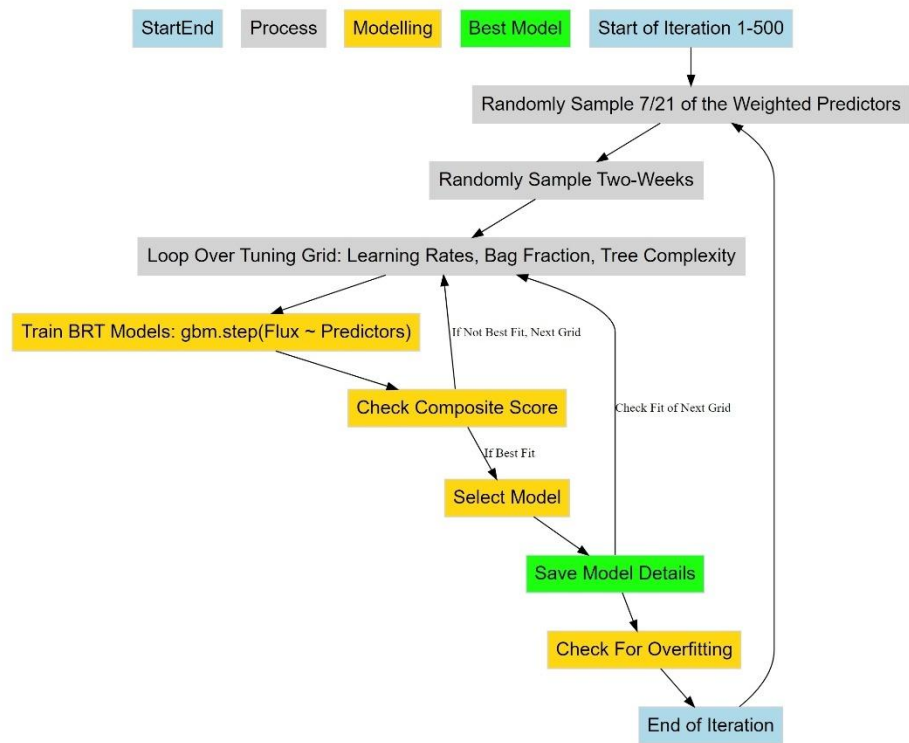 StartEnd
Process
Modelling
Best Model
Start of Iteration 1-500
Randomly Sample 7/21 of the Weighted Predictors
Randomly Sample Two-Weeks
Loop Over Tuning Grid: Learning Rates, Bag Fraction, Tree Complexity
Train BRT Models: gbm.step(Flux ~ Predictors)
If Not Best Fit, Next Grid
Check Composite Score
Check Fit of Next Grid
If Best Fit
Select Model
Save Model Details
Check For Overfitting
End of Iteration